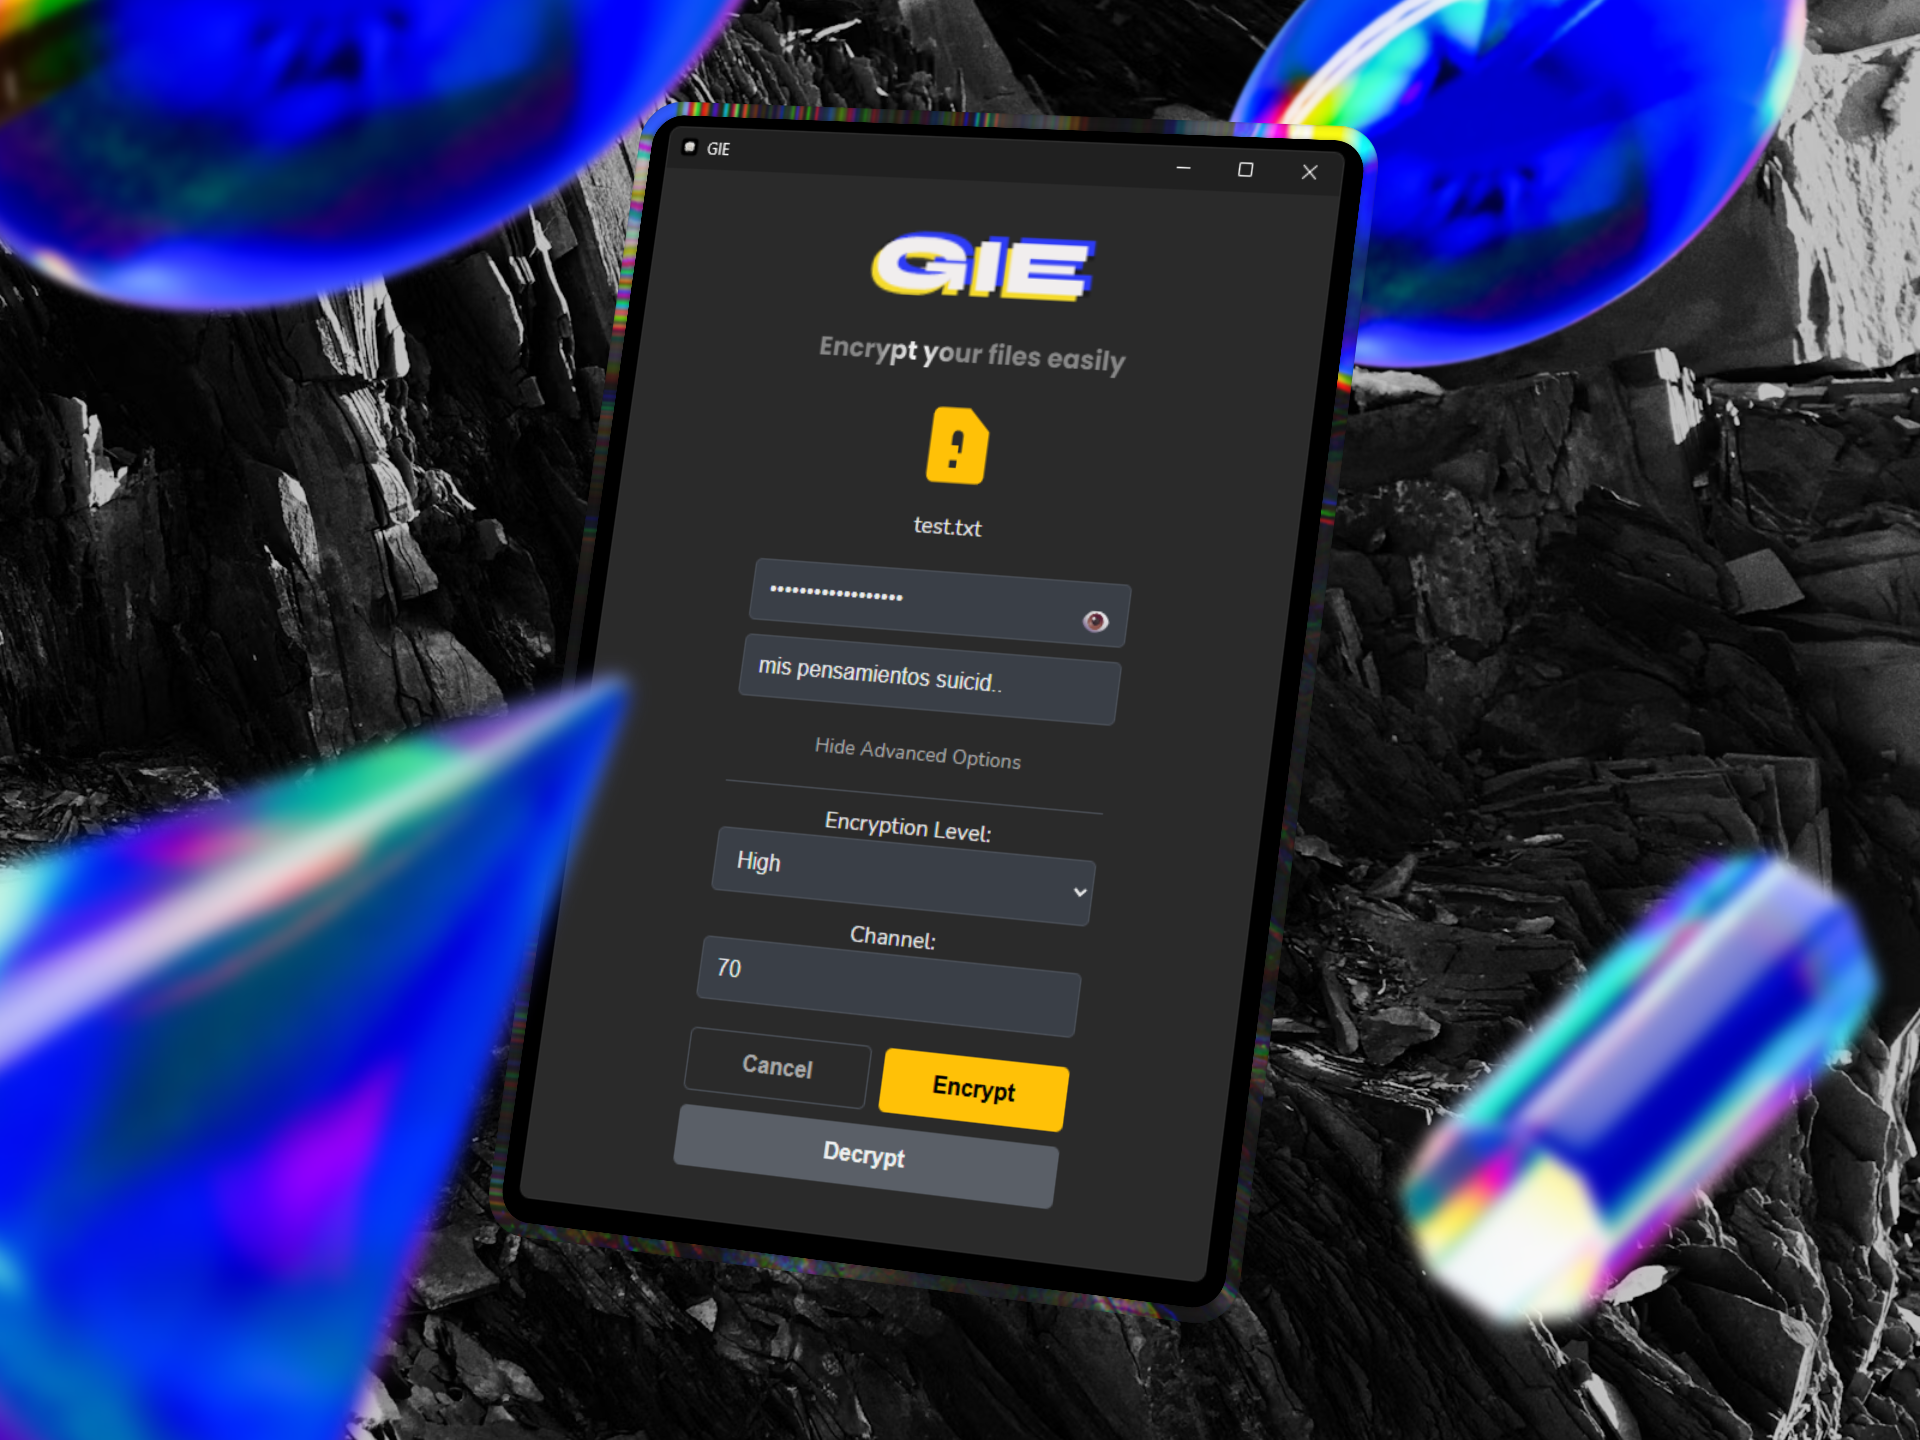 GIE
GIE
Encrypt your files easily
test.txt
••••••••••••••••••
mis pensamientos suicid..
Hide Advanced Options
Encryption Level:
High
Channel:
70
Cancel
Encrypt
Decrypt